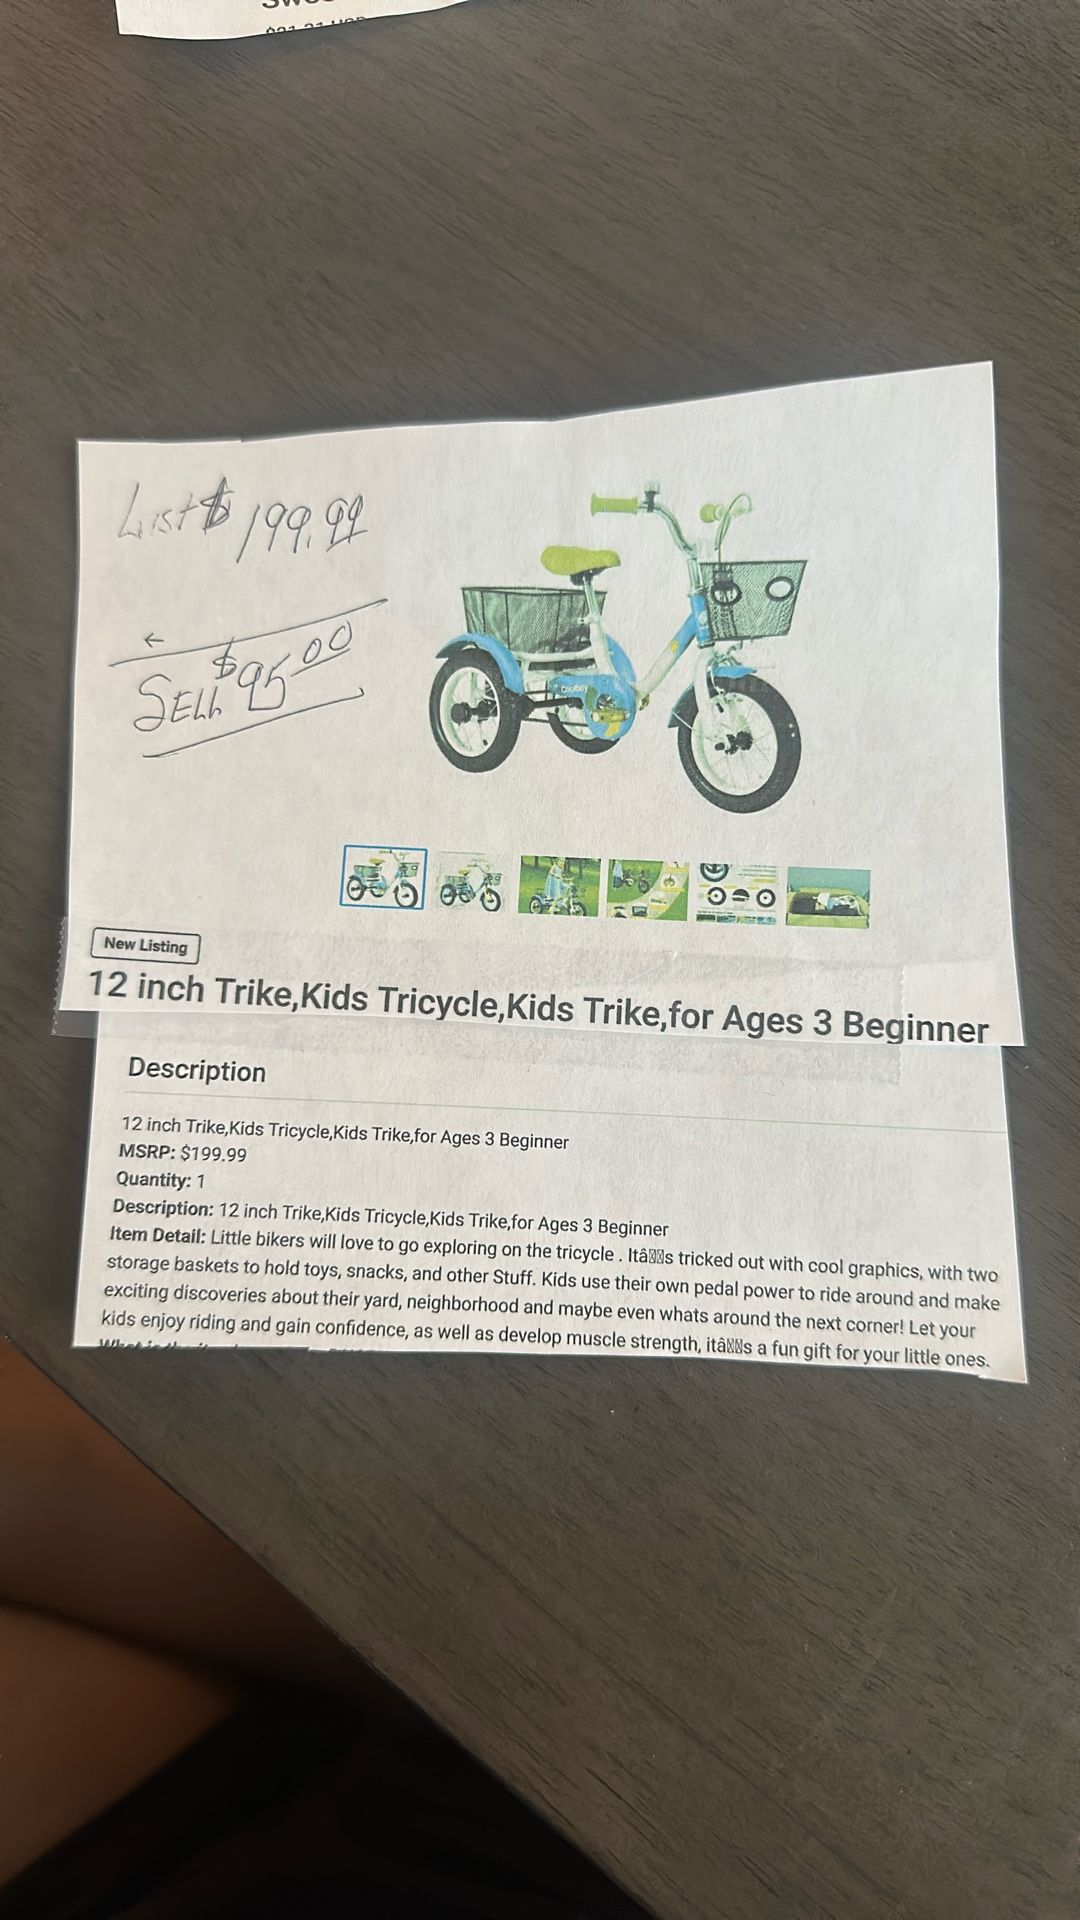 List $ 199.99
← Sell $95.00
Coolbuy
New Listing
12 inch Trike,Kids Tricycle,Kids Trike,for Ages 3 Beginner
Description
12 inch Trike,Kids Tricycle,Kids Trike,for Ages 3 Beginner
MSRP: $199.99
Quantity: 1
Description: 12 inch Trike,Kids Tricycle,Kids Trike,for Ages 3 Beginner
Item Detail: Little bikers will love to go exploring on the tricycle . Itâ🅇🅇s tricked out with cool graphics, with two
storage baskets to hold toys, snacks, and other Stuff. Kids use their own pedal power to ride around and make
exciting discoveries about their yard, neighborhood and maybe even whats around the next corner! Let your
kids enjoy riding and gain confidence, as well as develop muscle strength, itâ🅇🅇s a fun gift for your little ones.